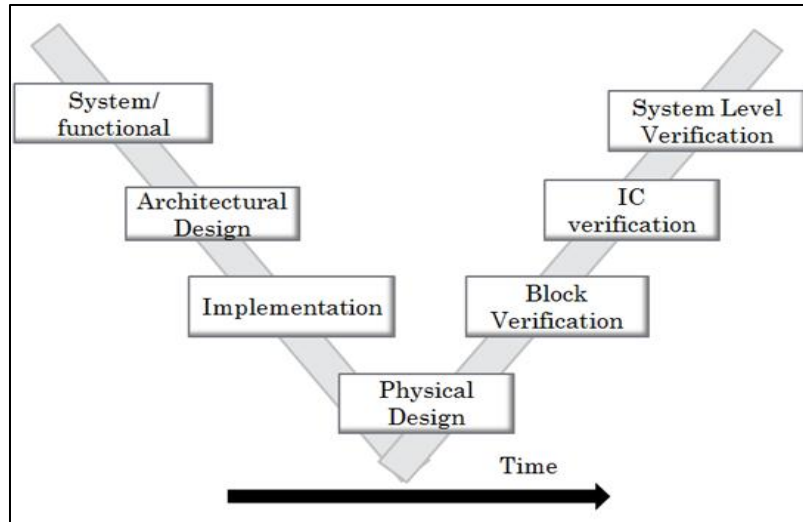 System/
functional
System Level
Verification
Architectural
Design
IC
verification
Implementation
Block
Verification
Physical
Design
Time